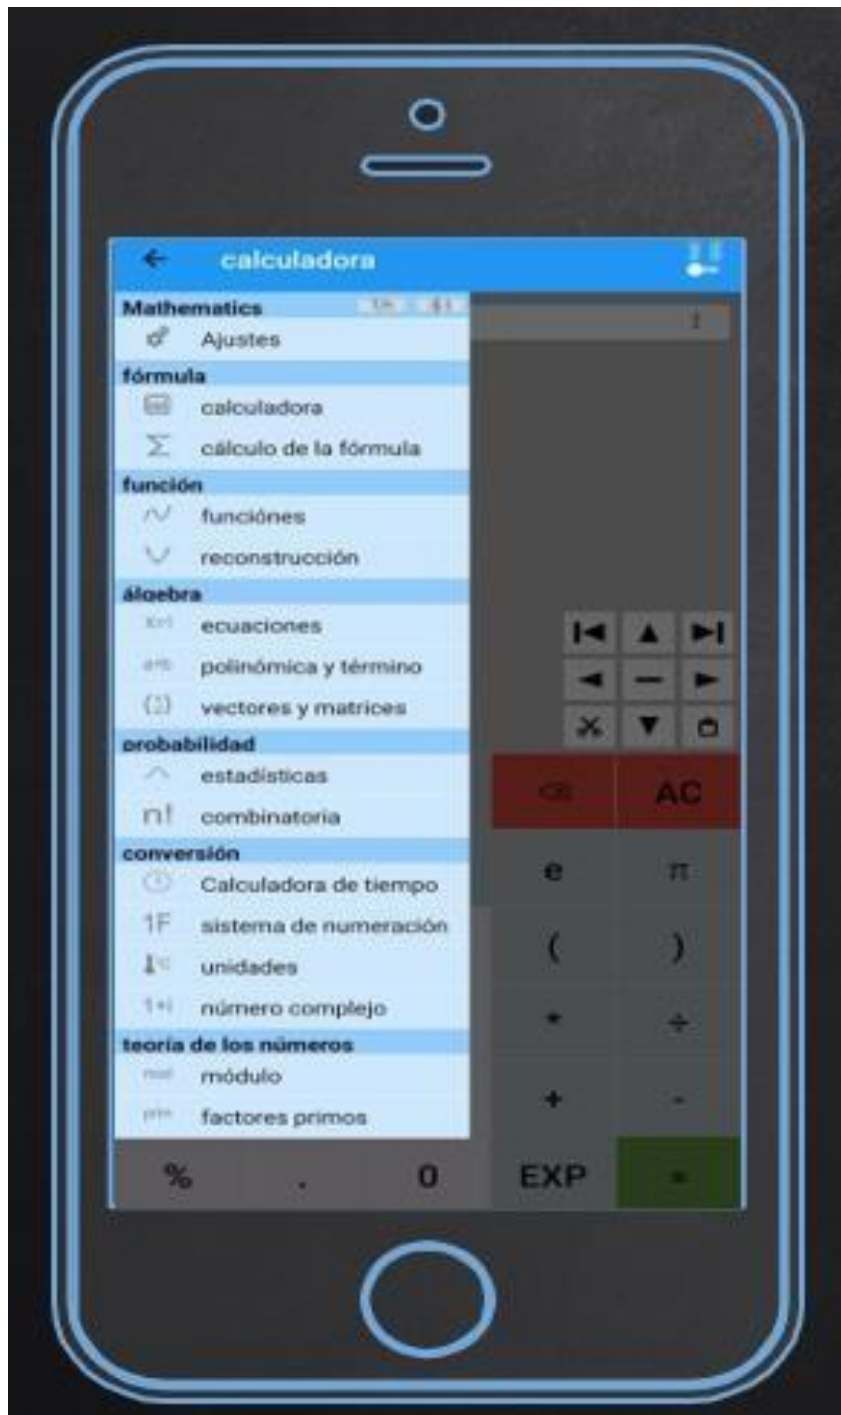 calculadora
Mathematics
Ajustes
fórmula
calculadora
Σ cálculo de la fórmula
función
funciónes
reconstrucción
álgebra
ecuaciones
polinómica y término
vectores y matrices
probabilidad
estadísticas
n! combinatoria
conversión
Calculadora de tiempo
1F sistema de numeración
unidades
1+i número complejo
teoría de los números
módulo
factores primos
AC
e π
( )
* ÷
+ -
% . 0 EXP =